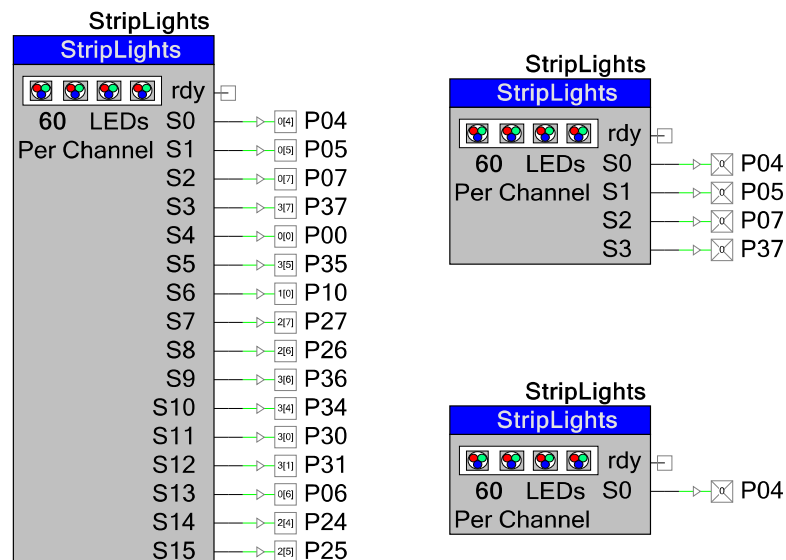 StripLights
StripLights
rdy
60 LEDs S0 0[4] P04
Per Channel S1 0[5] P05
S2 0[7] P07
S3 3[7] P37
S4 0[0] P00
S5 3[5] P35
S6 1[0] P10
S7 2[7] P27
S8 2[6] P26
S9 3[6] P36
S10 3[4] P34
S11 3[0] P30
S12 3[1] P31
S13 0[6] P06
S14 2[4] P24
S15 2[5] P25
StripLights
StripLights
rdy
60 LEDs S0 0 P04
Per Channel S1 0 P05
S2 0 P07
S3 0 P37
StripLights
StripLights
rdy
60 LEDs S0 0 P04
Per Channel